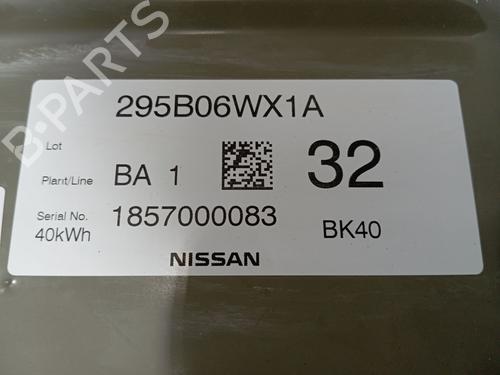 295B06WX1A
Lot
Plant/Line BA 1 32
Serial No. 1857000083
40kWh BK40
NISSAN
B-PARTS